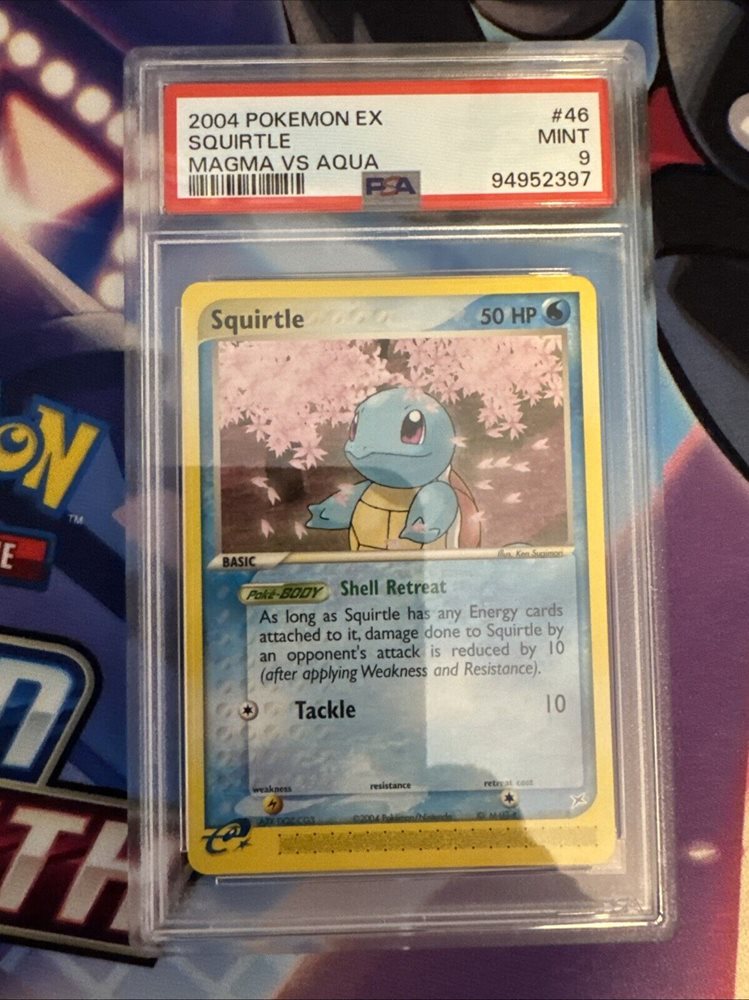 2004 POKEMON EX #46
SQUIRTLE MINT
MAGMA VS AQUA 9
PSA 94952397
Squirtle 50 HP
BASIC
Illus. Ken Sugimori
Poké-BODY Shell Retreat
As long as Squirtle has any Energy cards
attached to it, damage done to Squirtle by
an opponent's attack is reduced by 10
(after applying Weakness and Resistance).
Tackle 10
weakness resistance retreat cost
©2004 Pokémon/Nintendo
ON
TM
E
TH